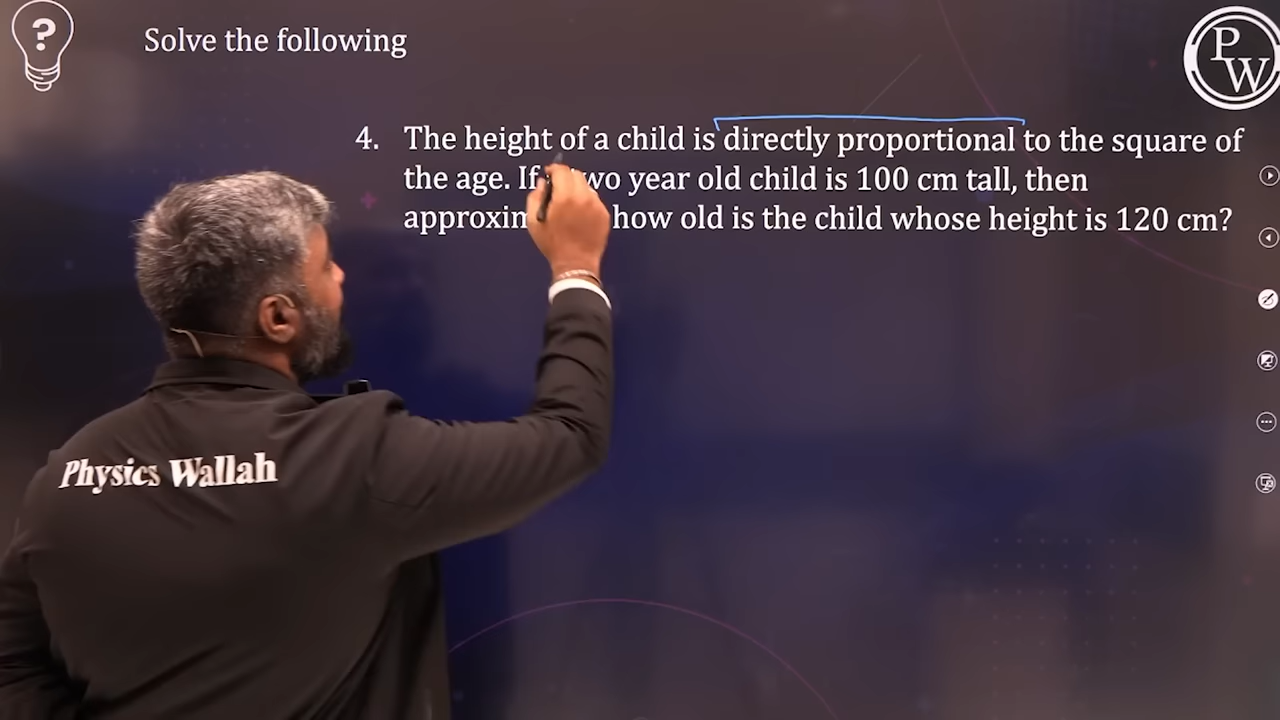 Solve the following
P
W
4. The height of a child is directly proportional to the square of
the age. If two year old child is 100 cm tall, then
how old is the child whose height is 120 cm?
Physics Wallah
?